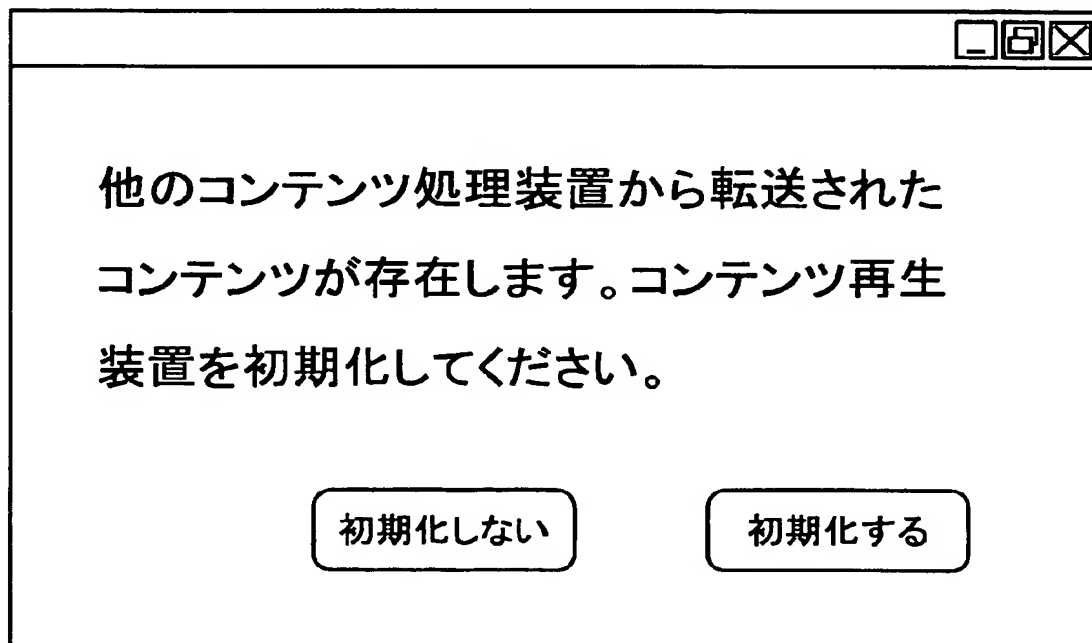 他のコンテンツ処理装置から転送された
コンテンツが存在します。コンテンツ再生
装置を初期化してください。
初期化しない 初期化する